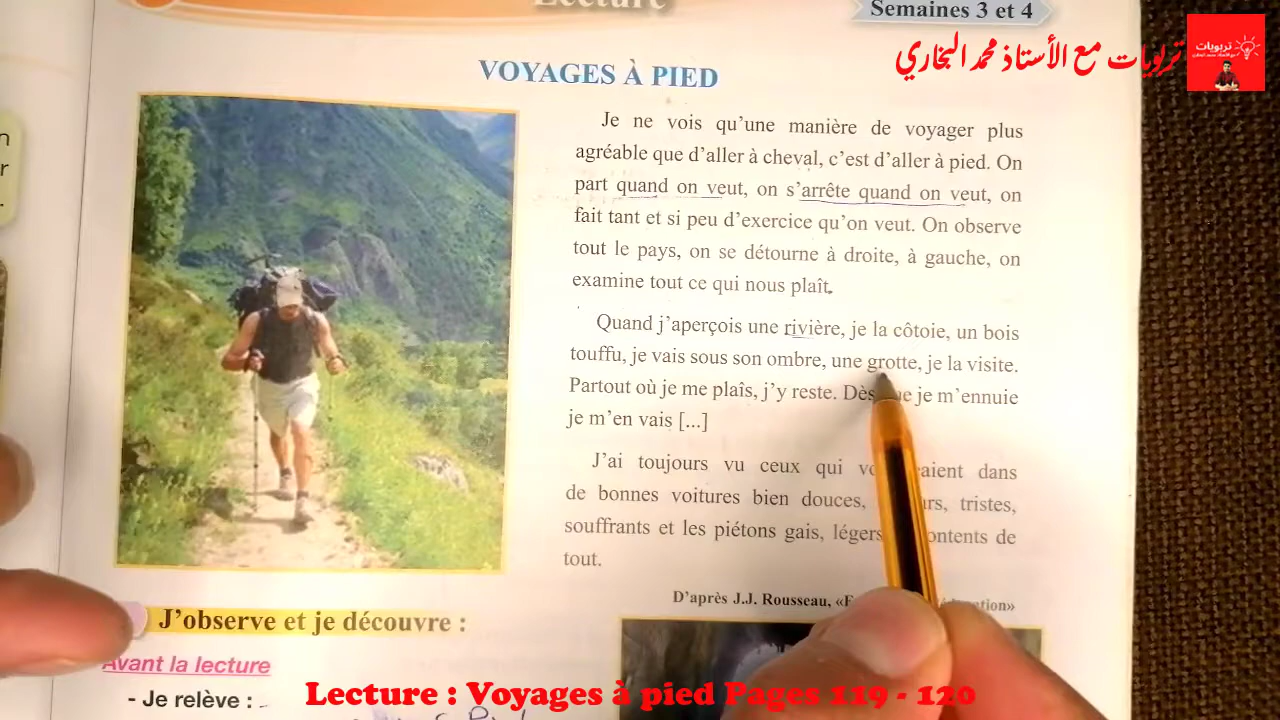 Lecture
Semaines 3 et 4
تربويات مع الأستاذ محمد البخاري
تربويات
VOYAGES À PIED
Je ne vois qu'une manière de voyager plus
agréable que d'aller à cheval, c'est d'aller à pied. On
part quand on veut, on s'arrête quand on veut, on
fait tant et si peu d'exercice qu'on veut. On observe
tout le pays, on se détourne à droite, à gauche, on
examine tout ce qui nous plaît.
Quand j'aperçois une rivière, je la côtoie, un bois
touffu, je vais sous son ombre, une grotte, je la visite.
Partout où je me plaîs, j'y reste. Dès je m'ennuie
je m'en vais [...]
J'ai toujours vu ceux qui dans
de bonnes voitures bien douces, tristes,
souffrants et les piétons gais, légers de
tout.
D'après J.J. Rousseau,
J'observe et je découvre :
Avant la lecture
- Je relève :
Lecture : Voyages à pied Pages 119 - 120